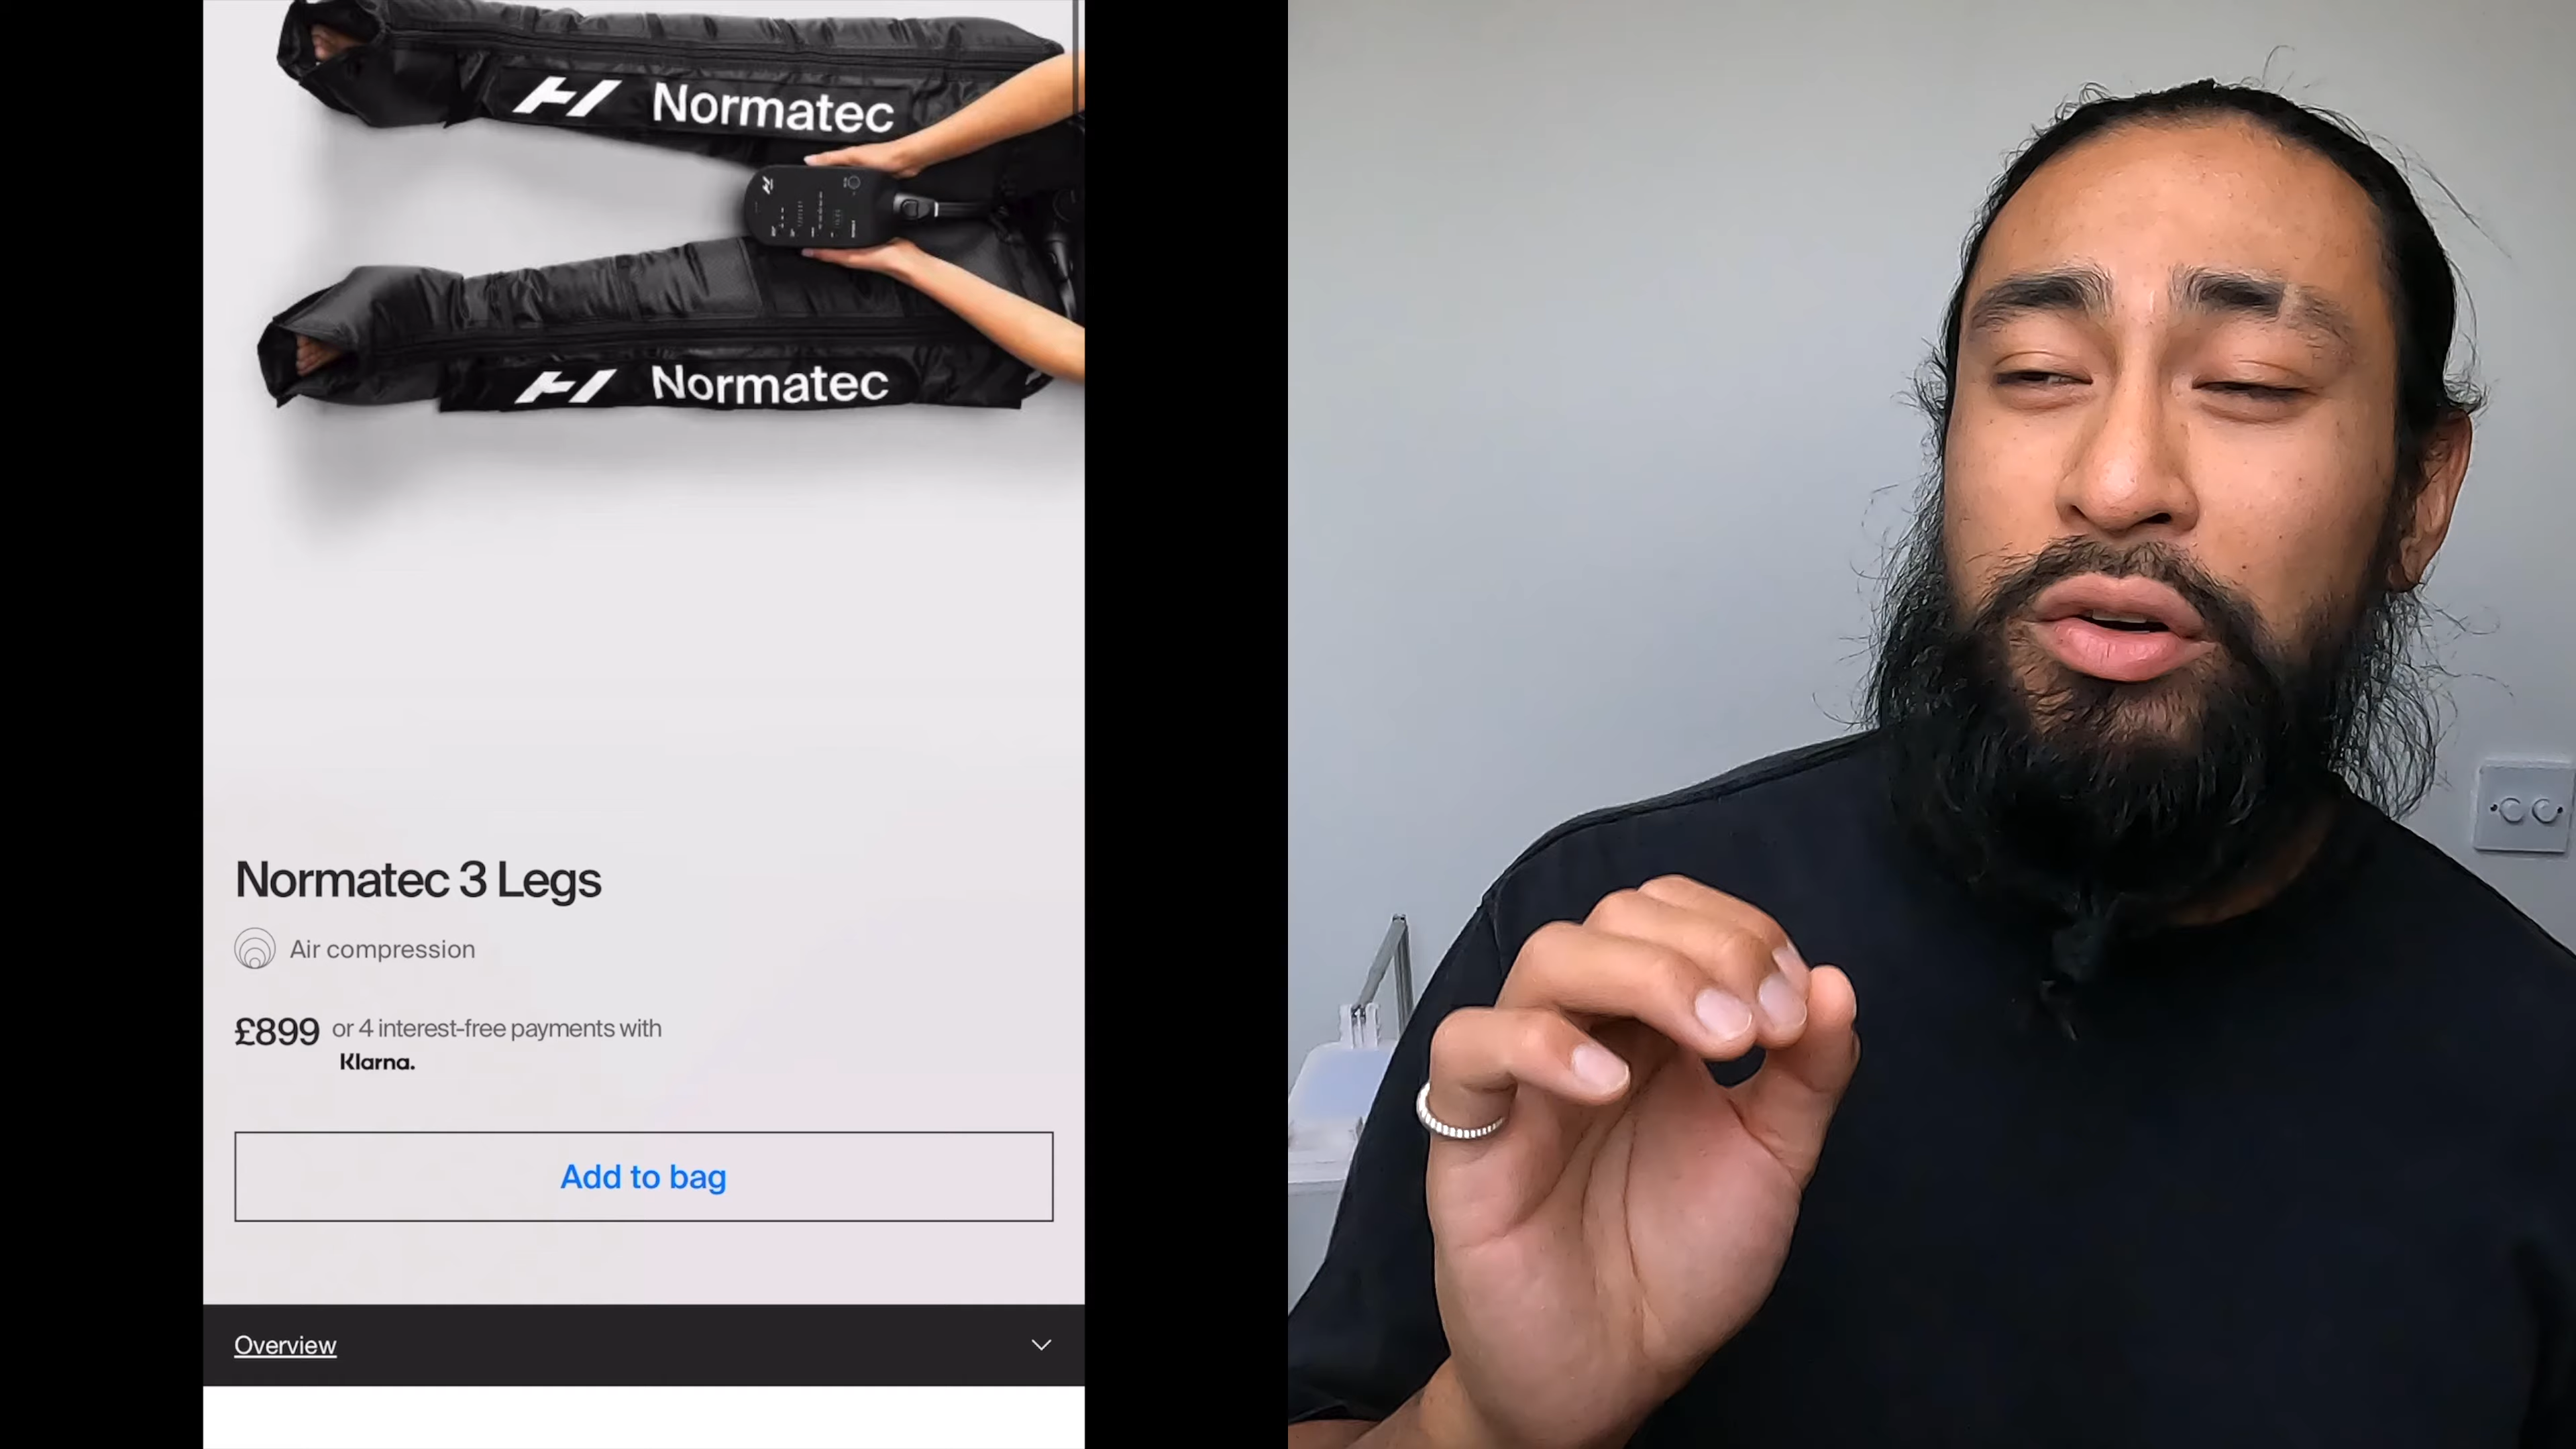 Normatec
Normatec
Normatec 3 Legs
Air compression
£899 or 4 interest-free payments with
Klarna.
Add to bag
Overview